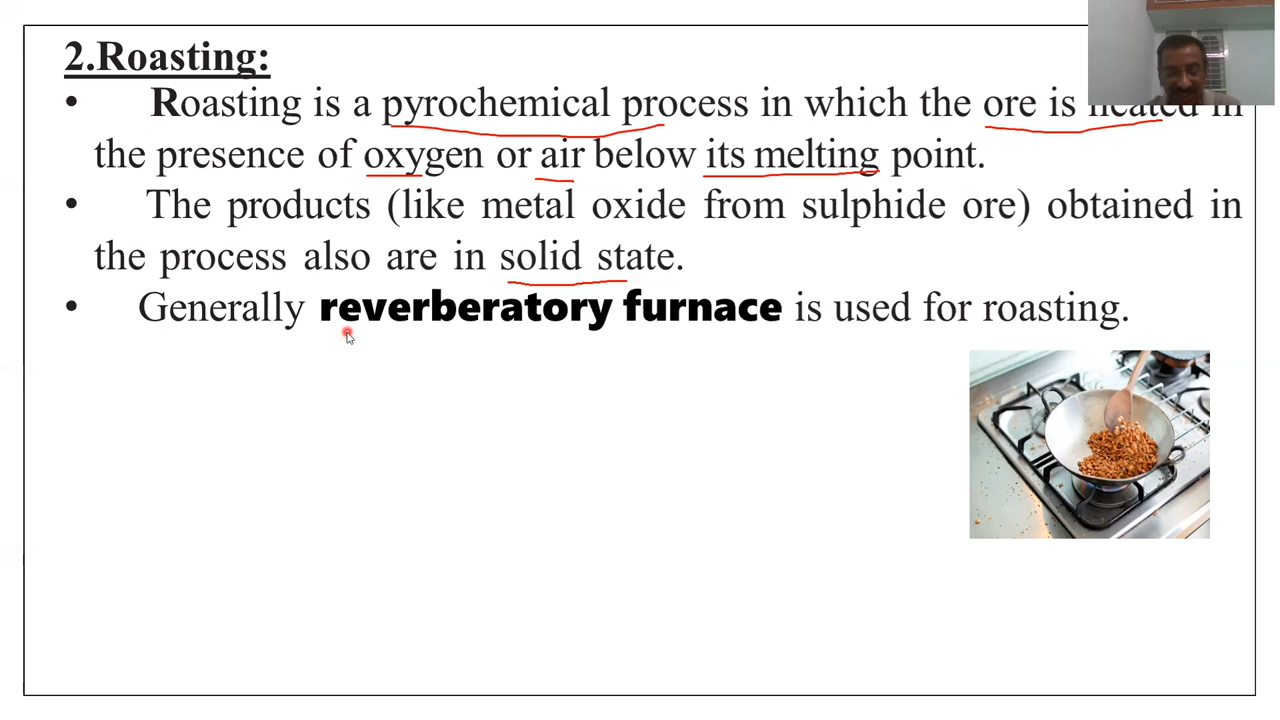 2.Roasting:
• Roasting is a pyrochemical process in which the ore is heated in
the presence of oxygen or air below its melting point.
• The products (like metal oxide from sulphide ore) obtained in
the process also are in solid state.
• Generally reverberatory furnace is used for roasting.